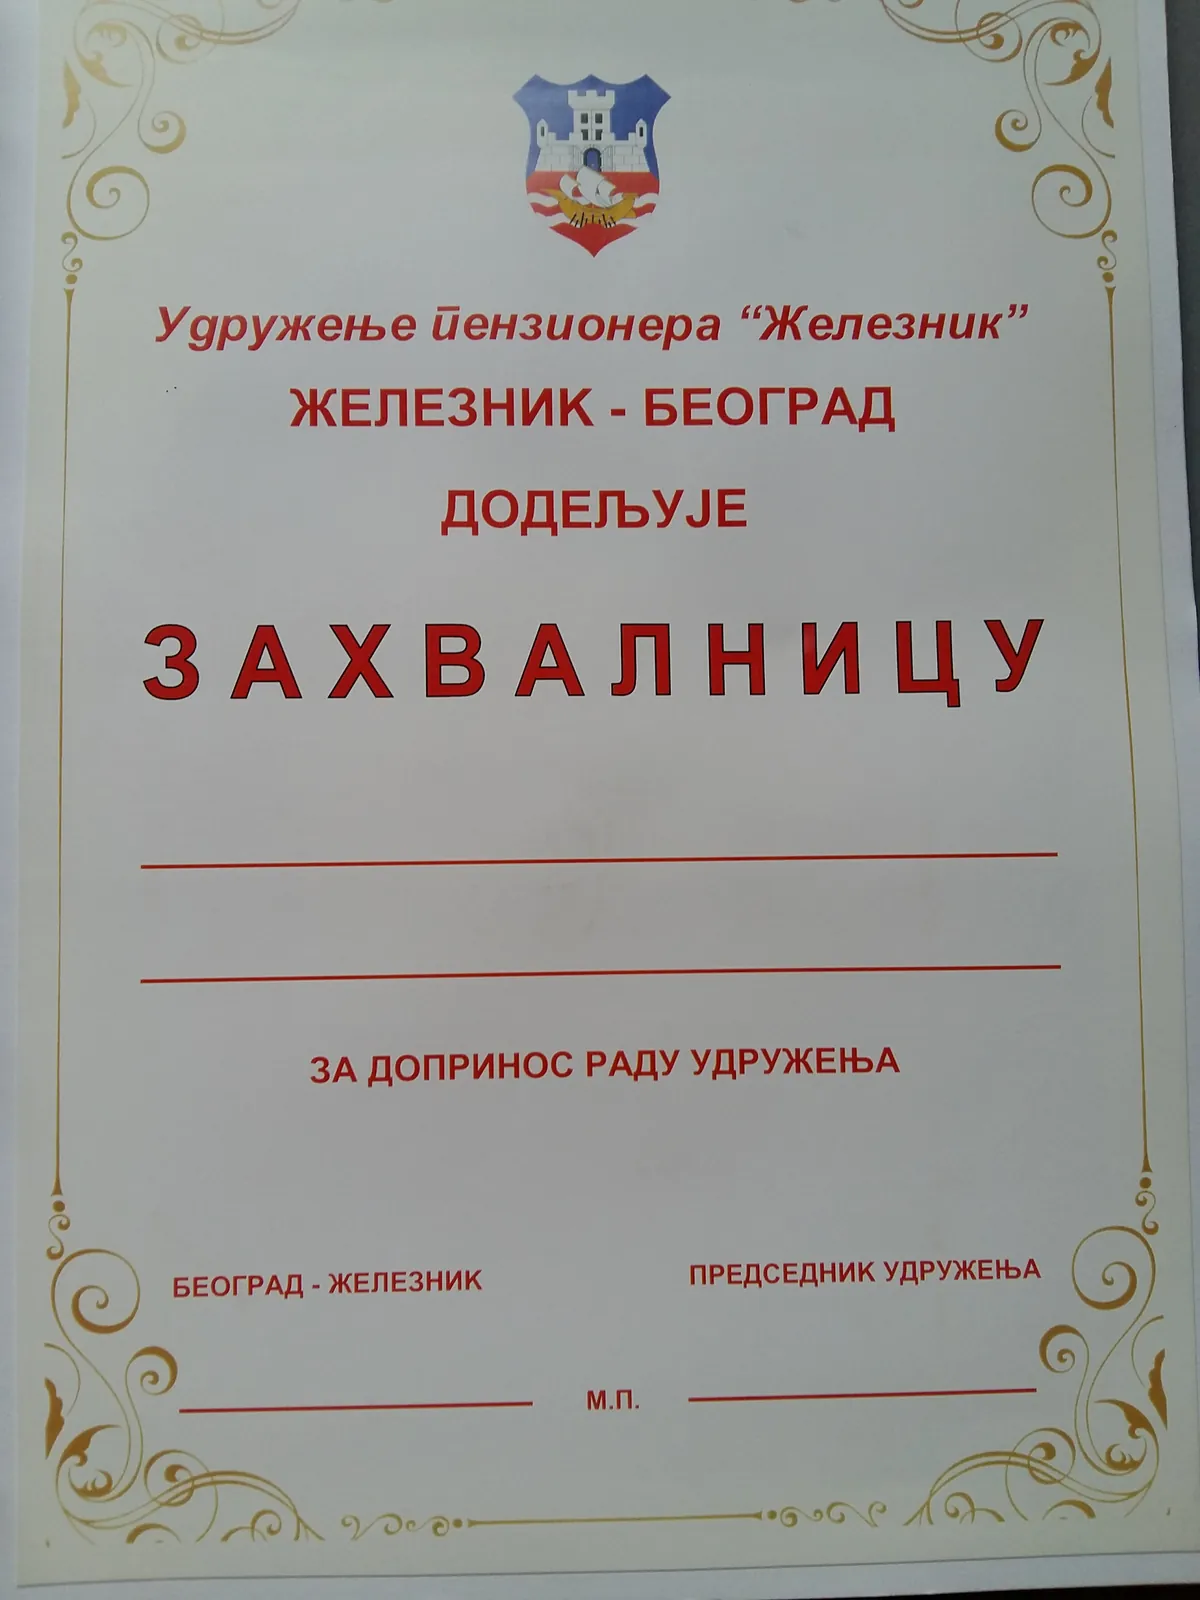 Удружење пензионера “Железник”
ЖЕЛЕЗНИК - БЕОГРАД
ДОДЕЉУЈЕ
ЗАХВАЛНИЦУ
ЗА ДОПРИНОС РАДУ УДРУЖЕЊА
БЕОГРАД - ЖЕЛЕЗНИК
ПРЕДСЕДНИК УДРУЖЕЊА
М.П.